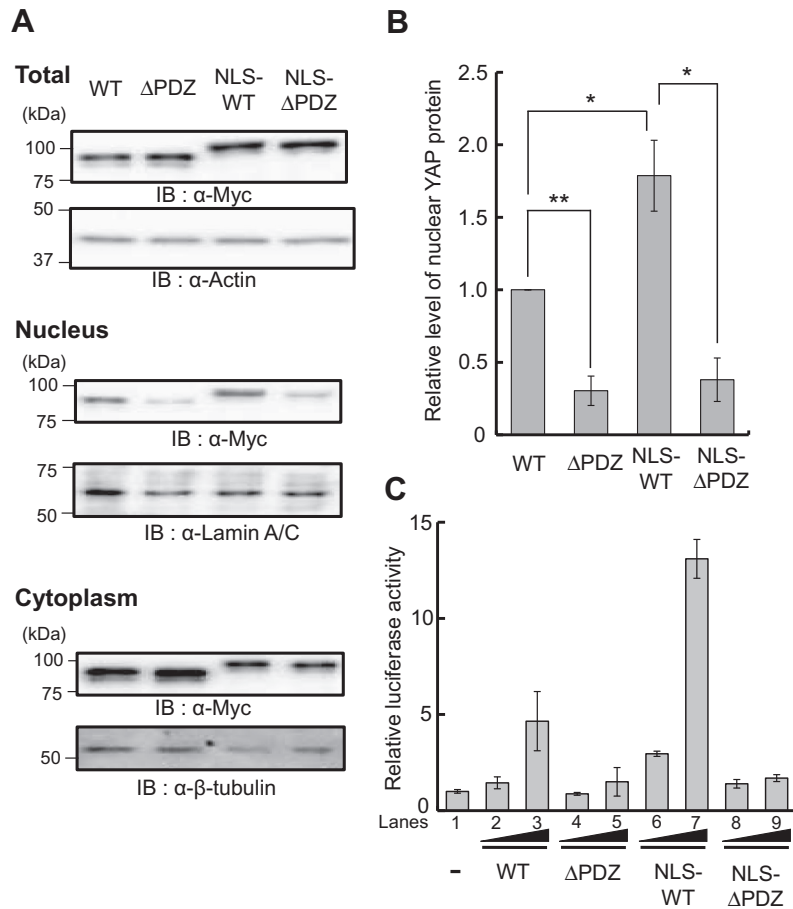 A
Total
WT ΔPDZ NLS-WT NLS-ΔPDZ
(kDa)
100
75
IB : α-Myc
50
37
IB : α-Actin
Nucleus
(kDa)
100
75
IB : α-Myc
75
50
IB : α-Lamin A/C
Cytoplasm
(kDa)
100
75
IB : α-Myc
50
IB : α-β-tubulin
B
Relative level of nuclear YAP protein
2.5
2.0
1.5
1.0
0.5
0
* *
**
WT ΔPDZ NLS-WT NLS-ΔPDZ
C
Relative luciferase activity
15
10
5
0
Lanes 1 2 3 4 5 6 7 8 9
- WT ΔPDZ NLS-WT NLS-ΔPDZ